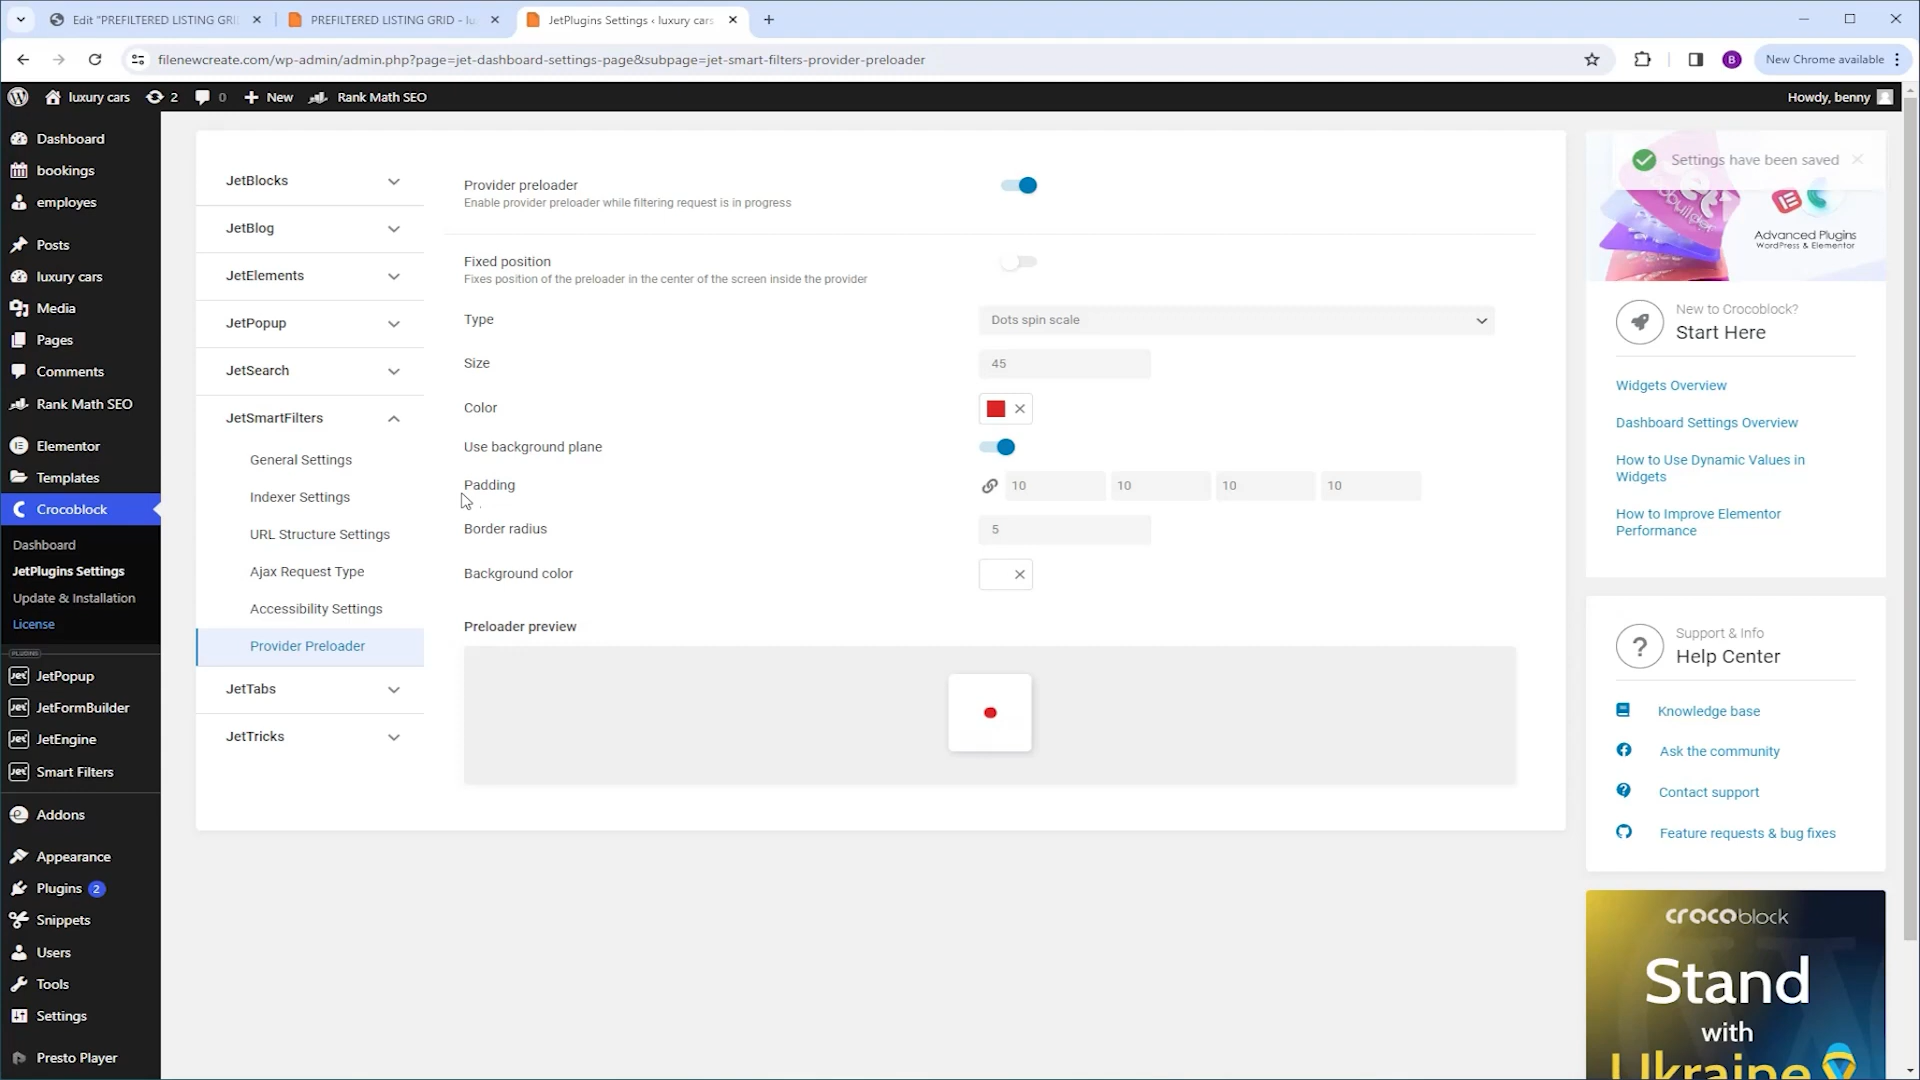 Edit "PREFILTERED LISTING GRI
PREFILTERED LISTING GRID - lu
JetPlugins Settings ‹ luxury cars
filenewcreate.com/wp-admin/admin.php?page=jet-dashboard-settings-page&subpage=jet-smart-filters-provider-preloader
B
New Chrome available
luxury cars
2
0
New
Rank Math SEO
Howdy, benny
Dashboard
bookings
employes
Posts
luxury cars
Media
Pages
Comments
Rank Math SEO
Elementor
Templates
Crocoblock
Dashboard
JetPlugins Settings
Update & Installation
License
PLUGINS
Jet JetPopup
Jet JetFormBuilder
Jet JetEngine
Jet Smart Filters
Addons
Appearance
Plugins 2
Snippets
Users
Tools
Settings
Presto Player
JetBlocks
JetBlog
JetElements
JetPopup
JetSearch
JetSmartFilters
General Settings
Indexer Settings
URL Structure Settings
Ajax Request Type
Accessibility Settings
Provider Preloader
JetTabs
JetTricks
Provider preloader
Enable provider preloader while filtering request is in progress
Fixed position
Fixes position of the preloader in the center of the screen inside the provider
Type
Dots spin scale
Size
45
Color
Use background plane
Padding
10 10 10 10
Border radius
5
Background color
Preloader preview
Settings have been saved
Advanced Plugins
WordPress & Elementor
New to Crocoblock?
Start Here
Widgets Overview
Dashboard Settings Overview
How to Use Dynamic Values in
Widgets
How to Improve Elementor
Performance
Support & Info
Help Center
Knowledge base
Ask the community
Contact support
Feature requests & bug fixes
crocoblock
Stand
with
Ukraine